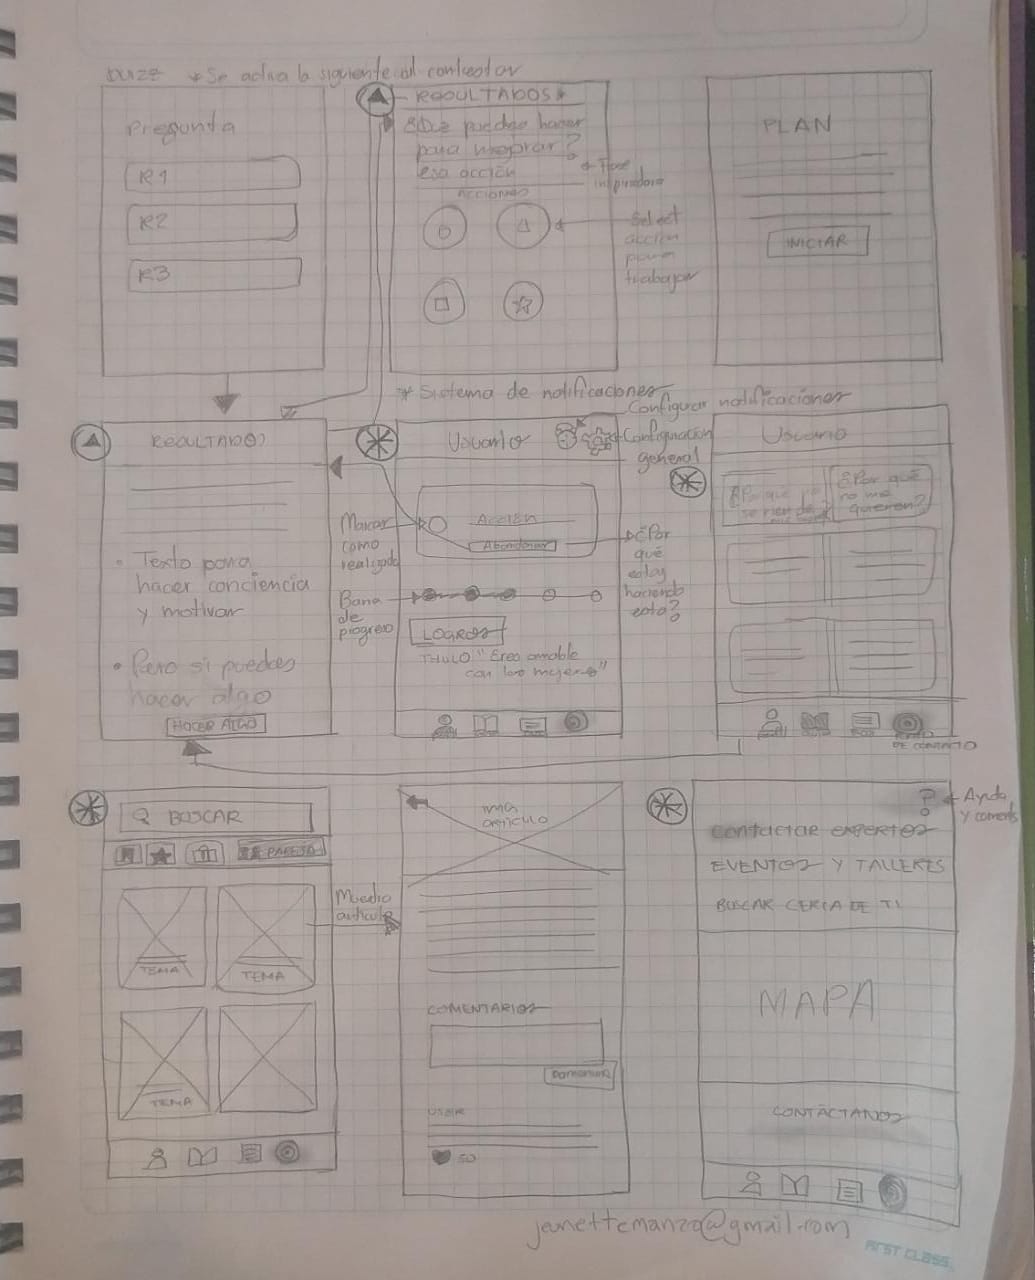 quizz * Se activa la siguiente al contestar
Pregunta
R1
R2
R3
RESULTADOS *
¿Qué puedes hacer
para mejorar?
esa acción
ACCIONES
← Frase
inspiradora
Select
acción
para
trabajar
PLAN
INICIAR
* Sistema de notificaciones
Configurar notificaciones
RESULTADOS
• Texto para
hacer conciencia
y motivar
• Pero si puedes
hacer algo
HACER ALGO
Usuario
Configuración
general
Marcar
como
realizado
Acción
Abandonar
¿Por
qué
estoy
haciendo
esto?
Barra
de
progreso
LOGROS
TITULO "Eres amable
con las mujeres"
Usuario
¿Por qué
se ríen de
¿Por qué
no me
quieren?
DE CONTACTO
BUSCAR
PAREJA
TEMA
TEMA
TEMA
Muestra
artículo
IMG
ARTICULO
COMENTARIOS
Comentar
USER
50
?
← Ayuda
y coments
CONTACTAR EXPERTOS
EVENTOS Y TALLERES
BUSCAR CERCA DE TI
MAPA
CONTÁCTANOS
jeanettemanzo@gmail.com
FIRST CLASS